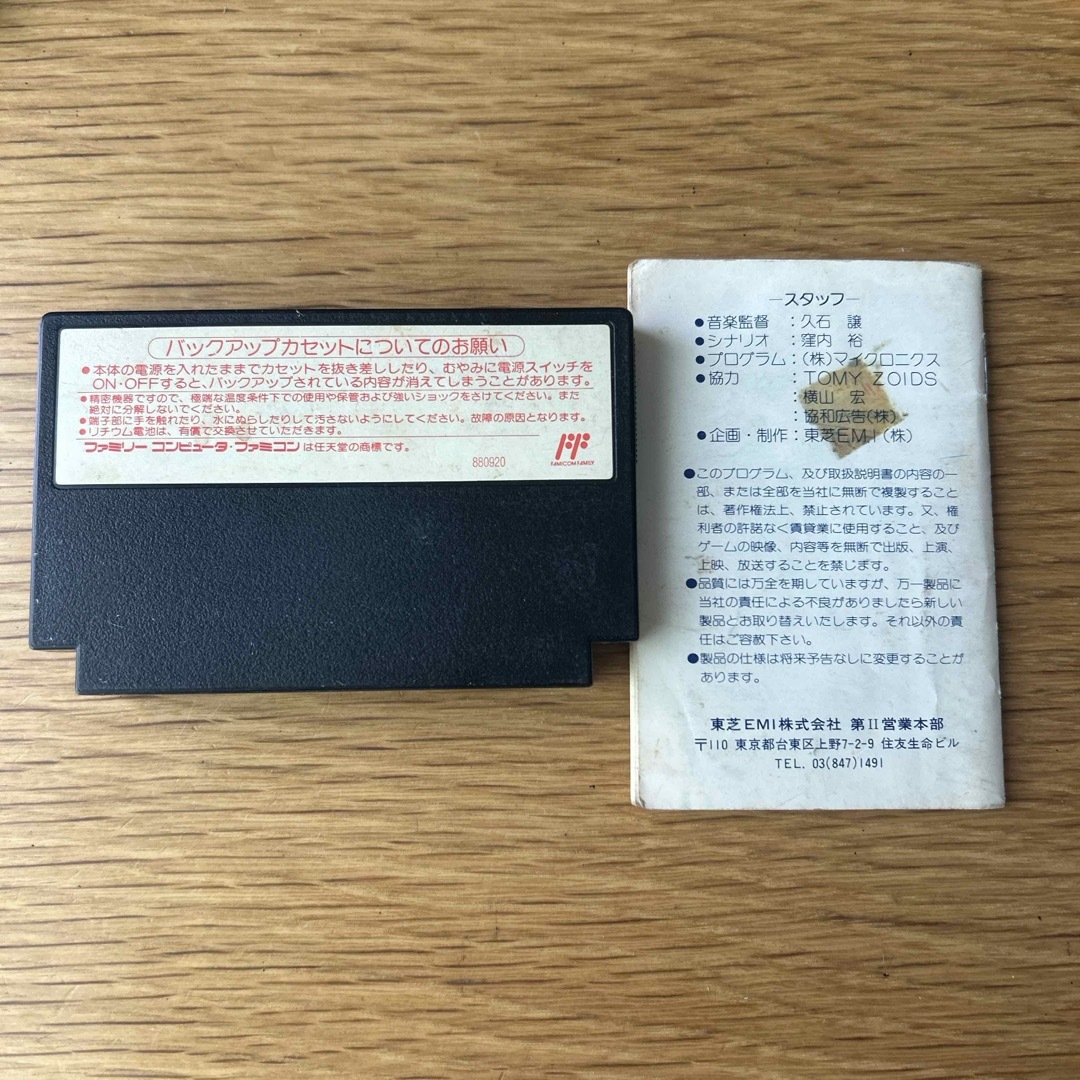 バックアップカセットについてのお願い
●本体の電源を入れたままでカセットを抜き差ししたり、むやみに電源スイッチを
ON・OFFすると、バックアップされている内容が消えてしまうことがあります。
●精密機器ですので、極端な温度条件下での使用や保管および強いショックをさけてください。また
絶対に分解しないでください。
●端子部に手を触れたり、水にぬらしたりして汚さないようにしてください。故障の原因となります。
●リチウム電池は、有償で交換させていただきます。
ファミリーコンピュータ・ファミコンは任天堂の商標です。
FF
FAMICOM FAMILY
880920
―スタッフ―
●音楽監督：久石 譲
●シナリオ：窪内 裕
●プログラム：(株)マイクロニクス
●協力：TOMY ZOIDS
横山 宏
協和広告(株)
●企画・制作：東芝EMI(株)
●このプログラム、及び取扱説明書の内容の一
部、または全部を当社に無断で複製すること
は、著作権法上、禁止されています。又、権
利者の許諾なく賃貸業に使用すること、及び
ゲームの映像、内容等を無断で出版、上演、
上映、放送することを禁じます。
●品質には万全を期していますが、万一製品に
当社の責任による不良がありましたら新しい
製品とお取り替えいたします。それ以外の責
任はご容赦下さい。
●製品の仕様は将来予告なしに変更することが
あります。
東芝EMI株式会社 第II営業本部
〒110 東京都台東区上野7-2-9 住友生命ビル
TEL. 03(847)1491